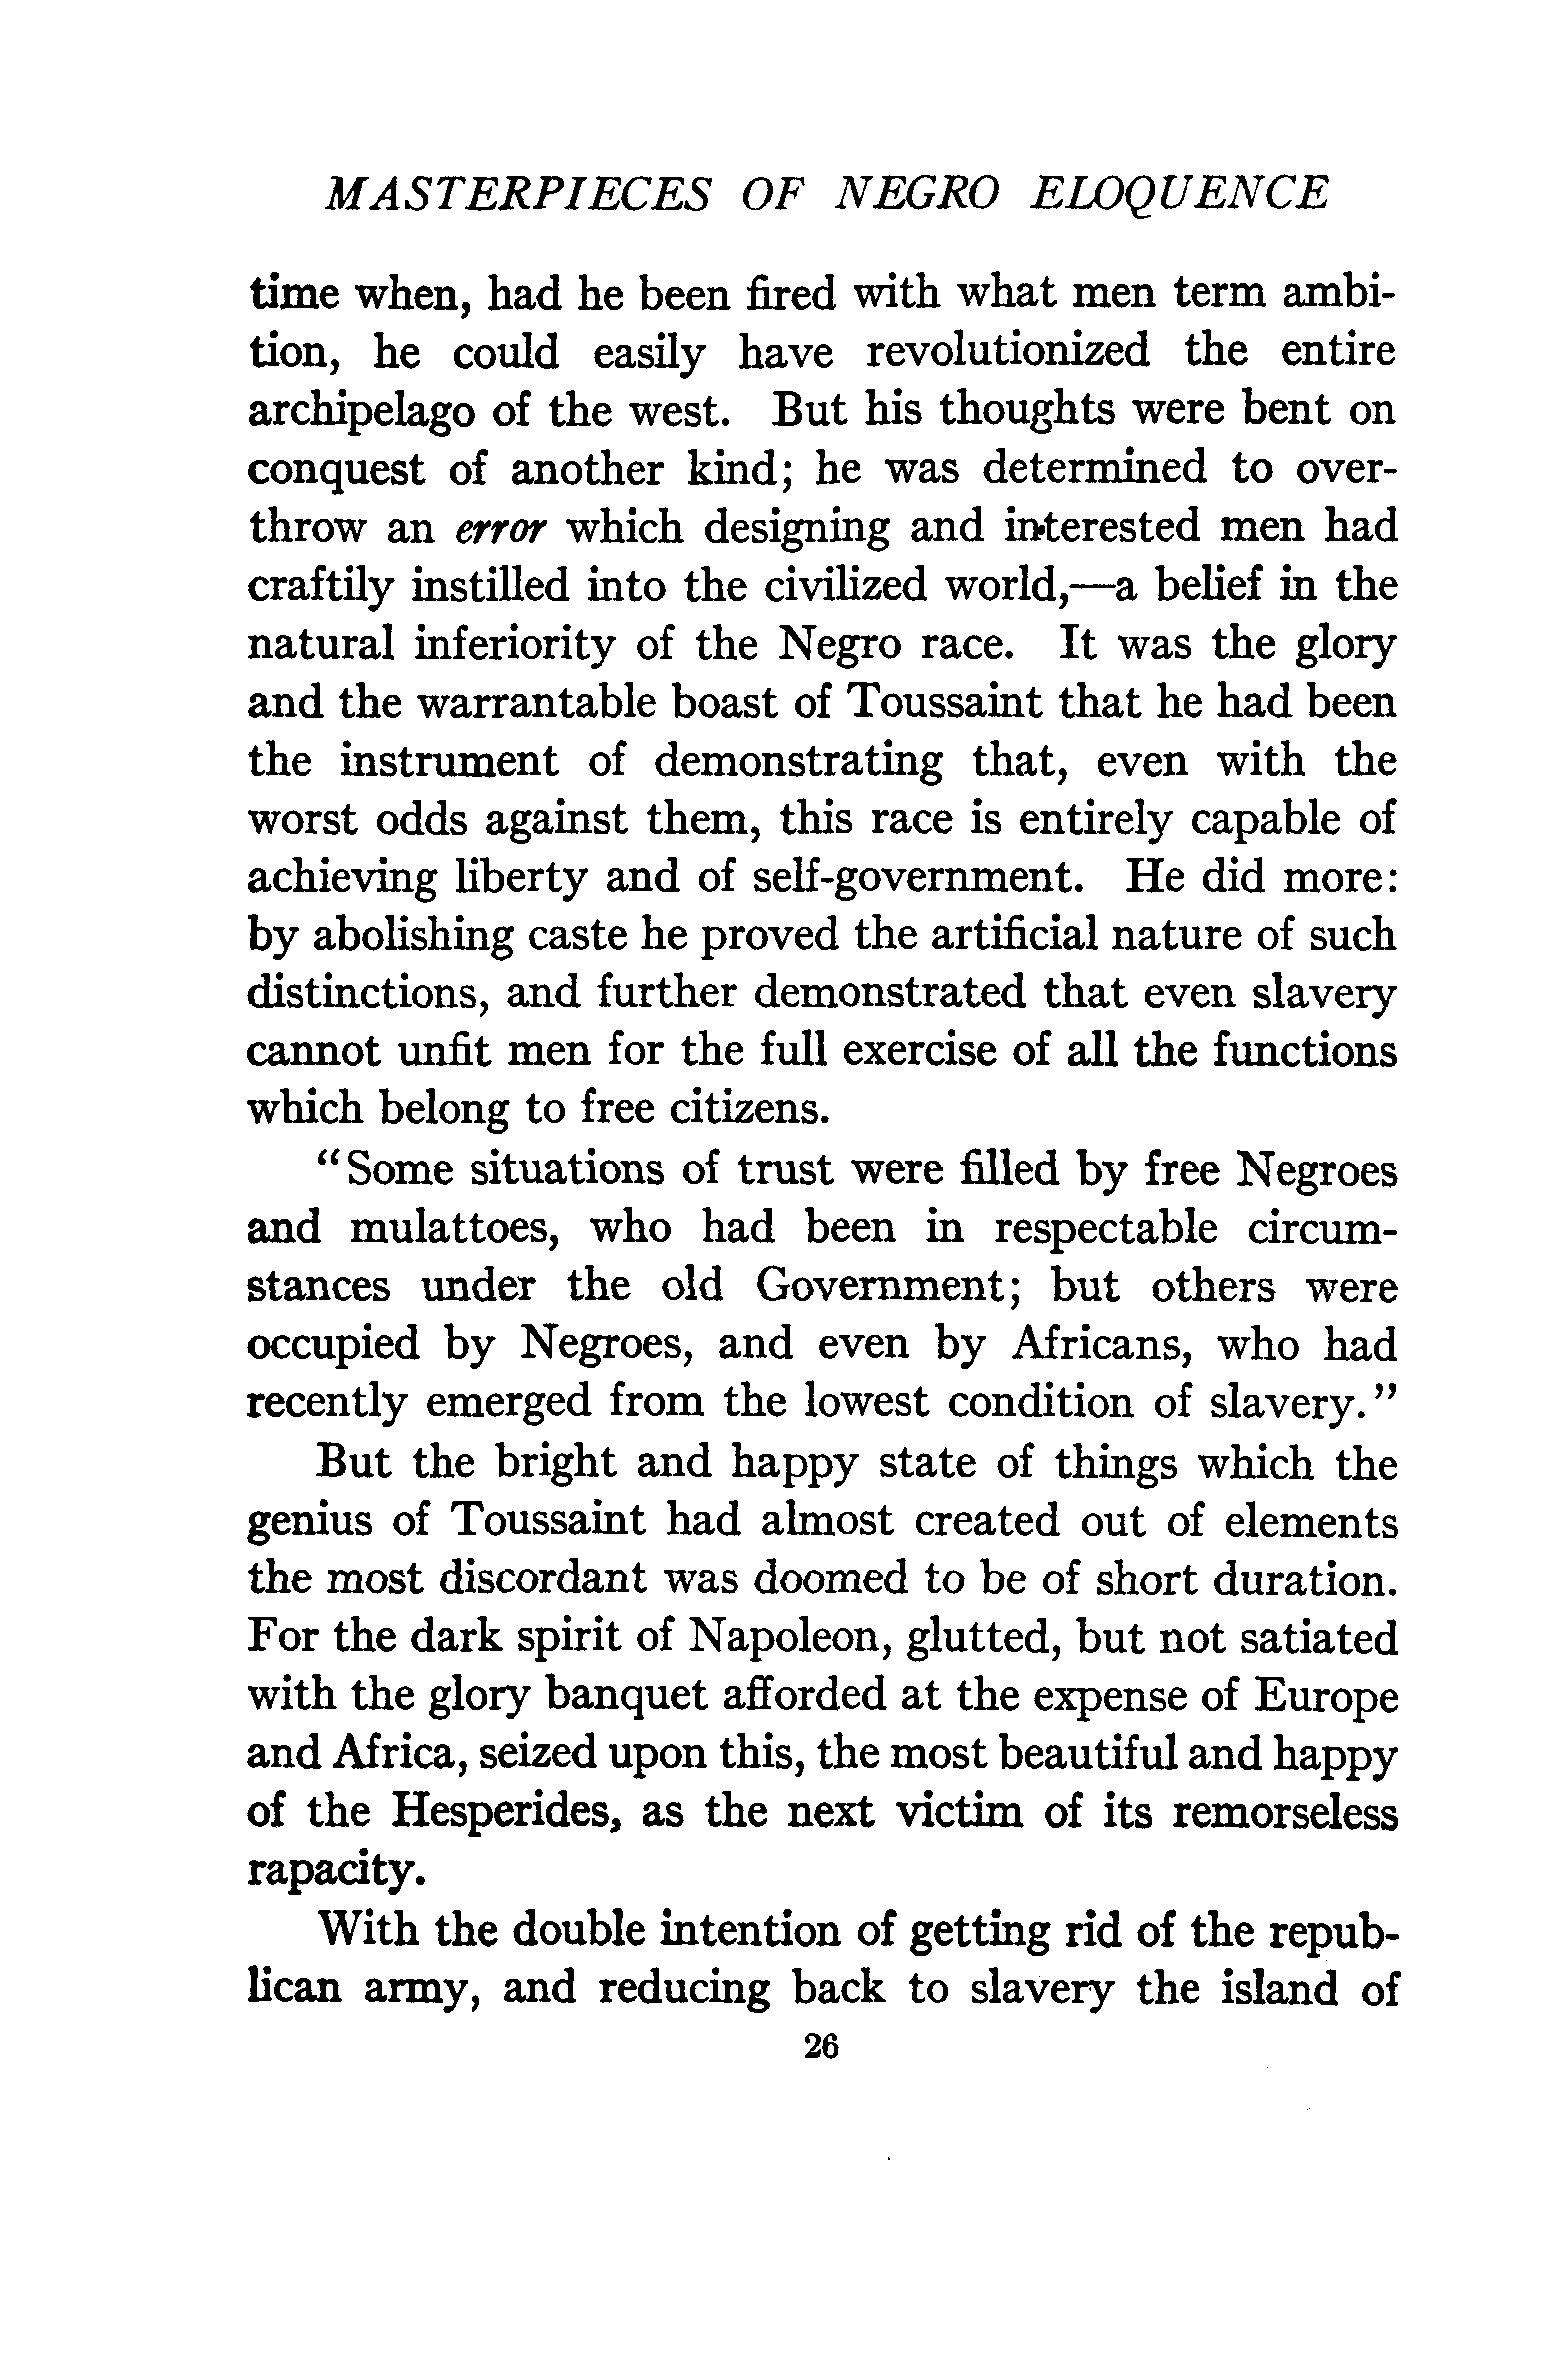 MASTERPIECES OF NEGRO ELOQUENCE
time when, had he been fired with what men term ambi-
tion, he could easily have revolutionized the entire
archipelago of the west. But his thoughts were bent on
conquest of another kind; he was determined to over-
throw an error which designing and interested men had
craftily instilled into the civilized world,—a belief in the
natural inferiority of the Negro race. It was the glory
and the warrantable boast of Toussaint that he had been
the instrument of demonstrating that, even with the
worst odds against them, this race is entirely capable of
achieving liberty and of self-government. He did more:
by abolishing caste he proved the artificial nature of such
distinctions, and further demonstrated that even slavery
cannot unfit men for the full exercise of all the functions
which belong to free citizens.
“Some situations of trust were filled by free Negroes
and mulattoes, who had been in respectable circum-
stances under the old Government; but others were
occupied by Negroes, and even by Africans, who had
recently emerged from the lowest condition of slavery.”
But the bright and happy state of things which the
genius of Toussaint had almost created out of elements
the most discordant was doomed to be of short duration.
For the dark spirit of Napoleon, glutted, but not satiated
with the glory banquet afforded at the expense of Europe
and Africa, seized upon this, the most beautiful and happy
of the Hesperides, as the next victim of its remorseless
rapacity.
With the double intention of getting rid of the repub-
lican army, and reducing back to slavery the island of
26